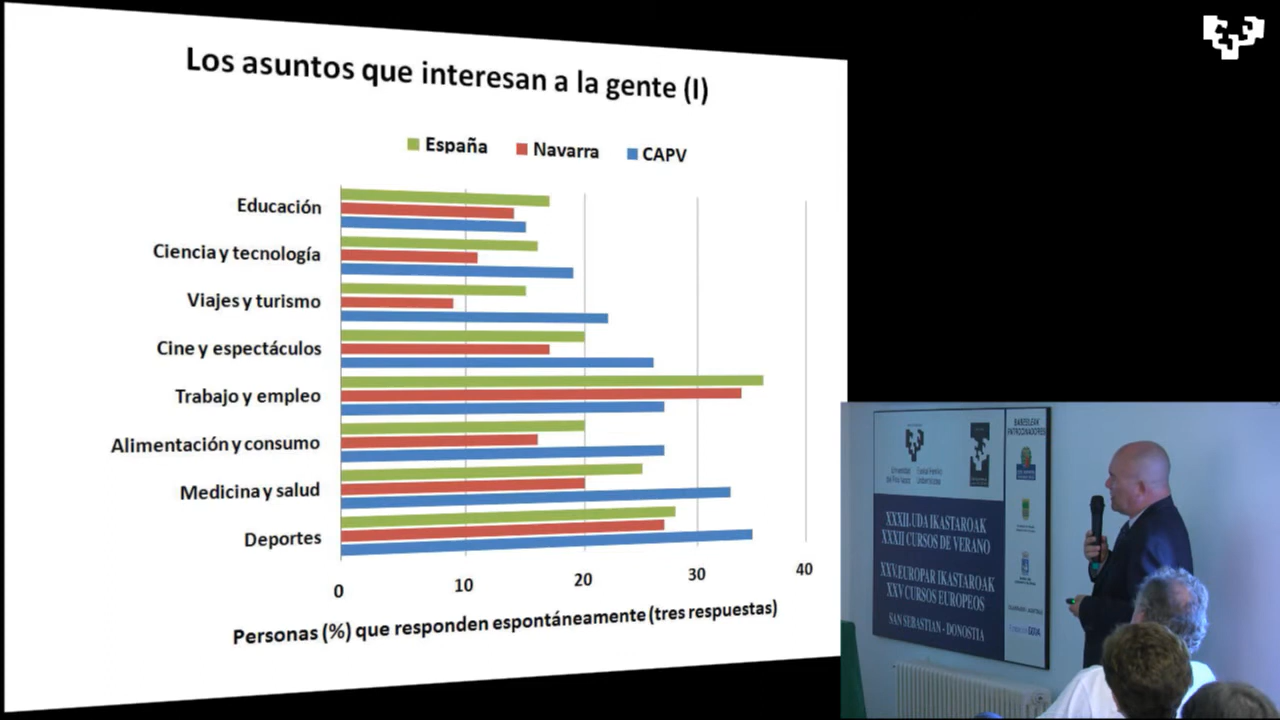 Los asuntos que interesan a la gente (I)
España Navarra CAPV
Educación
Ciencia y tecnología
Viajes y turismo
Cine y espectáculos
Trabajo y empleo
Alimentación y consumo
Medicina y salud
Deportes
0 10 20 30 40
Personas (%) que responden espontáneamente (tres respuestas)
BABESLEAK
PATROCINADORES
XXXII. UDA IKASTAROAK
XXXII CURSOS DE VERANO
XXV. EUROPAR IKASTAROAK
XXV CURSOS EUROPEOS
SAN SEBASTIAN - DONOSTIA